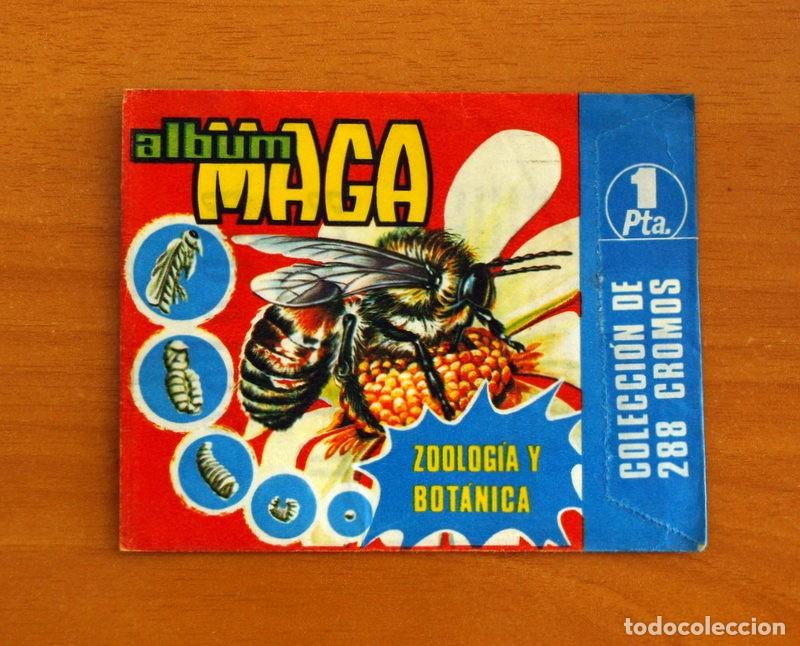 album
MAGA
1
Pta.
COLECCIÓN DE
288 CROMOS
ZOOLOGÍA Y
BOTÁNICA
todocoleccion